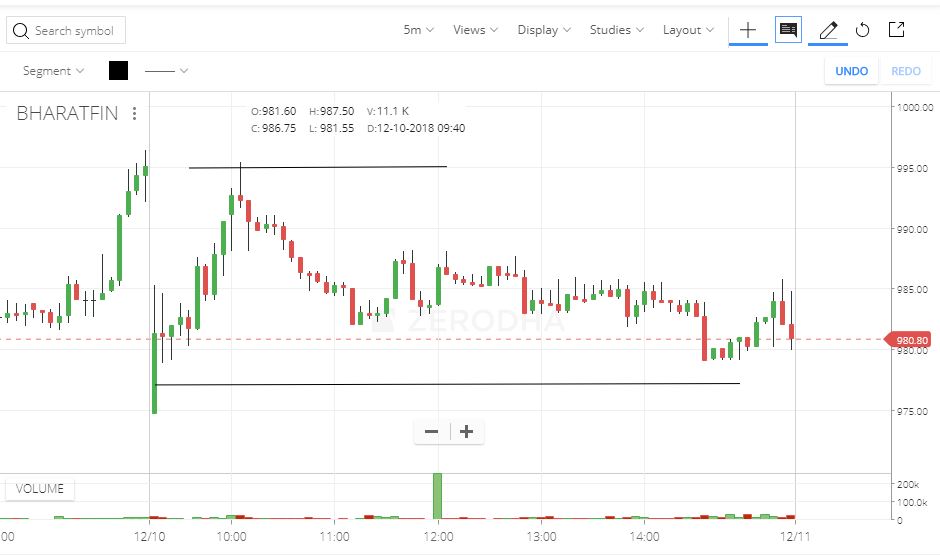 Search symbol 5m Views Display Studies Layout
Segment UNDO REDO
BHARATFIN
O:981.60 H:987.50 V:11.1 K
C:986.75 L: 981.55 D:12-10-2018 09:40
1000.00
995.00
990.00
985.00
ZERODHA
980.80
980.00
975.00
VOLUME
200k
100.0k
0
:00 12/10 10:00 11:00 12:00 13:00 14:00 12/11